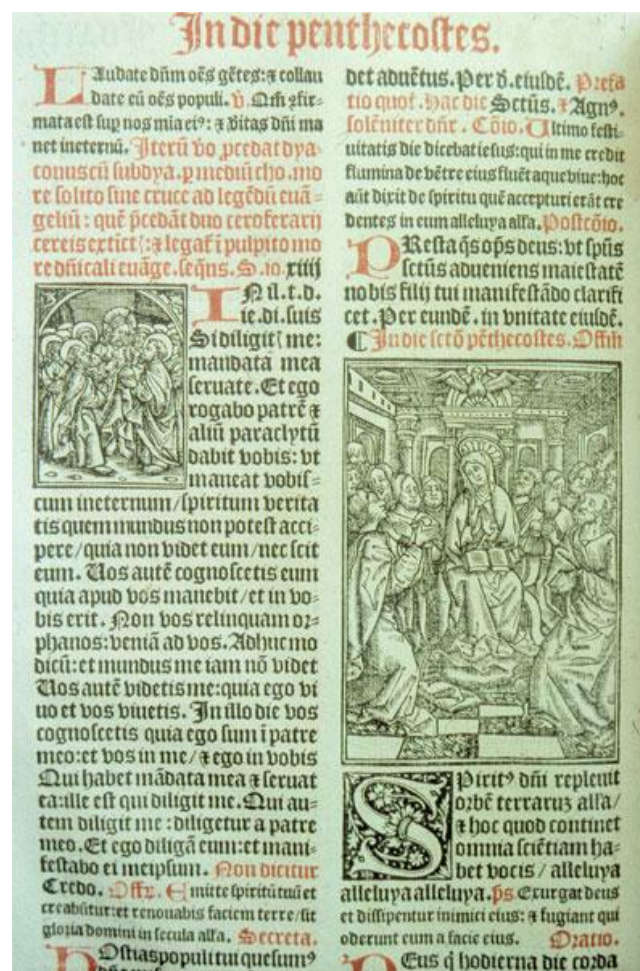 In die penthecostes.
LAudate dñm oẽs gẽtes: ⁊ collau
date eũ oẽs populi. v̄. Qm̃ ꝯfir-
mata est sup nos mia ei⁹: ⁊ v̄itas dñi ma
net ineternũ. Iterũ v̄o ꝓcedat dya-
conus cũ subdya. ꝑ mediũ cho. mo
re solito sine cruce ad legẽdũ euã-
geliũ: quẽ p̄cedãt duo ceroferarij
cereis extict̄: ⁊ legat̄ ĩ pulpito mo
re dñicali euãge. seq̃ns. S. io. xiiij
IN il. t. d.
ie. di. suis
Si diligit̄ me:
mandata mea
seruate. Et ego
rogabo patrẽ ⁊
aliũ paraclytũ
dabit vobis: vt
maneat vobis-
cum ineternum/spiritum verita
tis quem mundus non potest acci-
pere/quia non videt eum/nec scit
eum. Uos autẽ cognoscetis eum
quia apud vos manebit/et in vo-
bis erit. Non vos relinquam or-
phanos: veniã ad vos. Adhuc mo
dicũ: et mundus me iam nõ videt
Uos autẽ videtis me: quia ego vi
uo et vos viuetis. In illo die vos
cognoscetis quia ego sum ĩ patre
meo: et vos in me/⁊ ego in vobis
Qui habet mãdata mea ⁊ seruat
ea: ille est qui diligit me. Qui au-
tem diligit me: diligetur a patre
meo. Et ego diligã eum: et mani-
festabo ei meipsum. Non dicitur
Credo. Offr̃. Emitte spiritũ tuũ et
creabũtur: et renouabis faciem terre/sit
gloria domini in secula alla. Secreta.
HOstias populi tui quesum⁹
det aduẽtus. Per d̃. eiusdẽ. Prefa
tio quot. Hac die Sctũs. ⁊ Agn⁹.
solẽniter dñr. Cõio. Ultimo festi-
uitatis die dicebat iesus: qui in me credit
flumina de vẽtre eius fluẽt aque viue: hoc
aũt dixit de spiritu quẽ accepturi erãt cre
dentes in eum alleluya alla. Postcõio.
PResta q̃s op̃s deus: vt spũs
sctũs adueniens maiestatẽ
nobis filij tui manifestãdo clarifi
cet. Per eundẽ. in vnitate eiusdẽ.
¶ In die sctõ pẽthecostes. Offm̃
SPirit⁹ dñi repleuit
orbẽ terraruꝫ alla/
⁊ hoc quod continet
omnia sciẽtiam ha-
bet vocis/alleluya
alleluya alleluya. ps Exurgat deus
et dissipentur inimici eius: ⁊ fugiant qui
oderunt eum a facie eius. Oratio.
DEus q̃ hodierna die corda